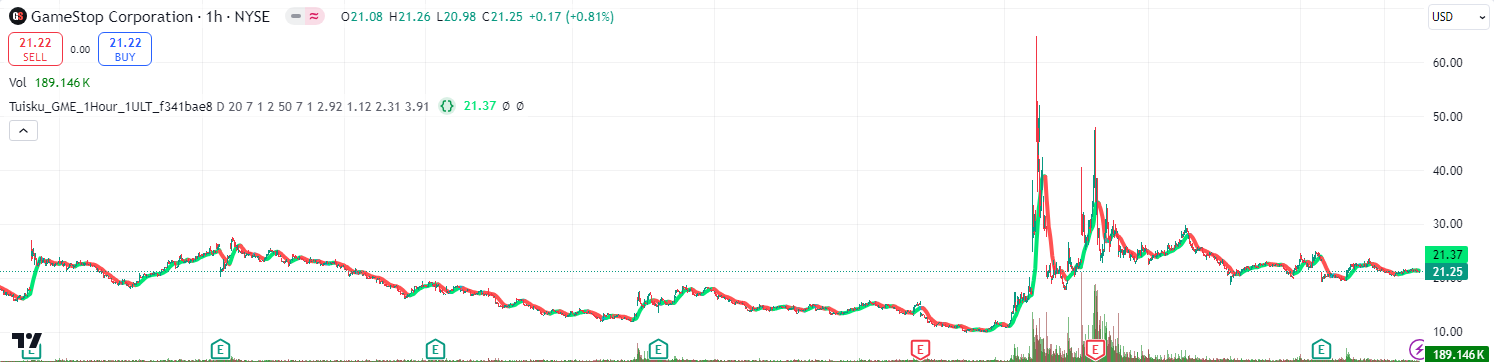 GameStop Corporation · 1h · NYSE O21.08 H21.26 L20.98 C21.25 +0.17 (+0.81%)
USD
21.22 SELL 0.00 21.22 BUY
60.00
Vol 189.146 K
Tuisku_GME_1Hour_1ULT_f341bae8 D 20 7 1 2 50 7 1 2.92 1.12 2.31 3.91 {} 21.37 Ø Ø
50.00
40.00
30.00
21.37
21.25
20.00
10.00
E E E E E E E
189.146 K